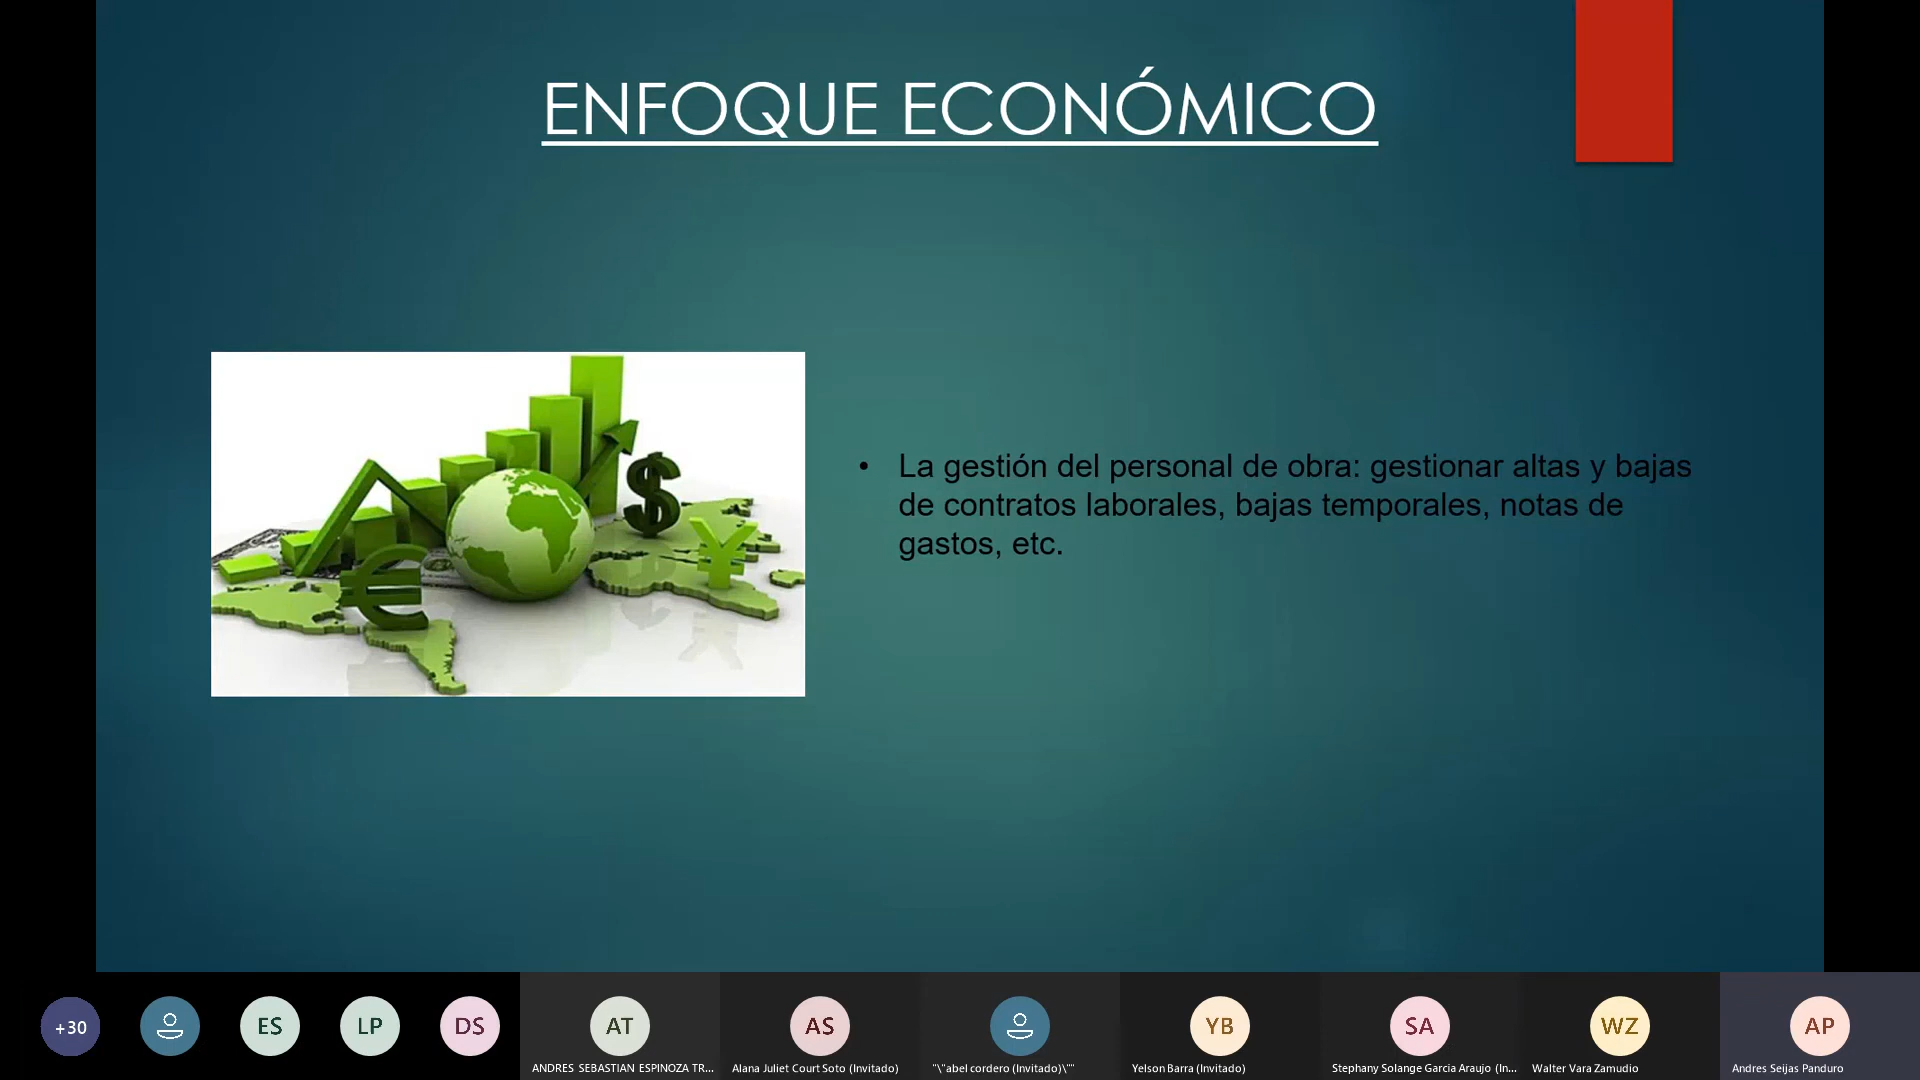 ENFOQUE ECONÓMICO
$
¥
€
• La gestión del personal de obra: gestionar altas y bajas
de contratos laborales, bajas temporales, notas de
gastos, etc.
+30
ES
LP
DS
AT
AS
YB
SA
WZ
AP
ANDRES SEBASTIAN ESPINOZA TR...
Alana Juliet Court Soto (Invitado)
"\"abel cordero (Invitado)\""
Yelson Barra (Invitado)
Stephany Solange Garcia Araujo (In...
Walter Vara Zamudio
Andres Seijas Panduro